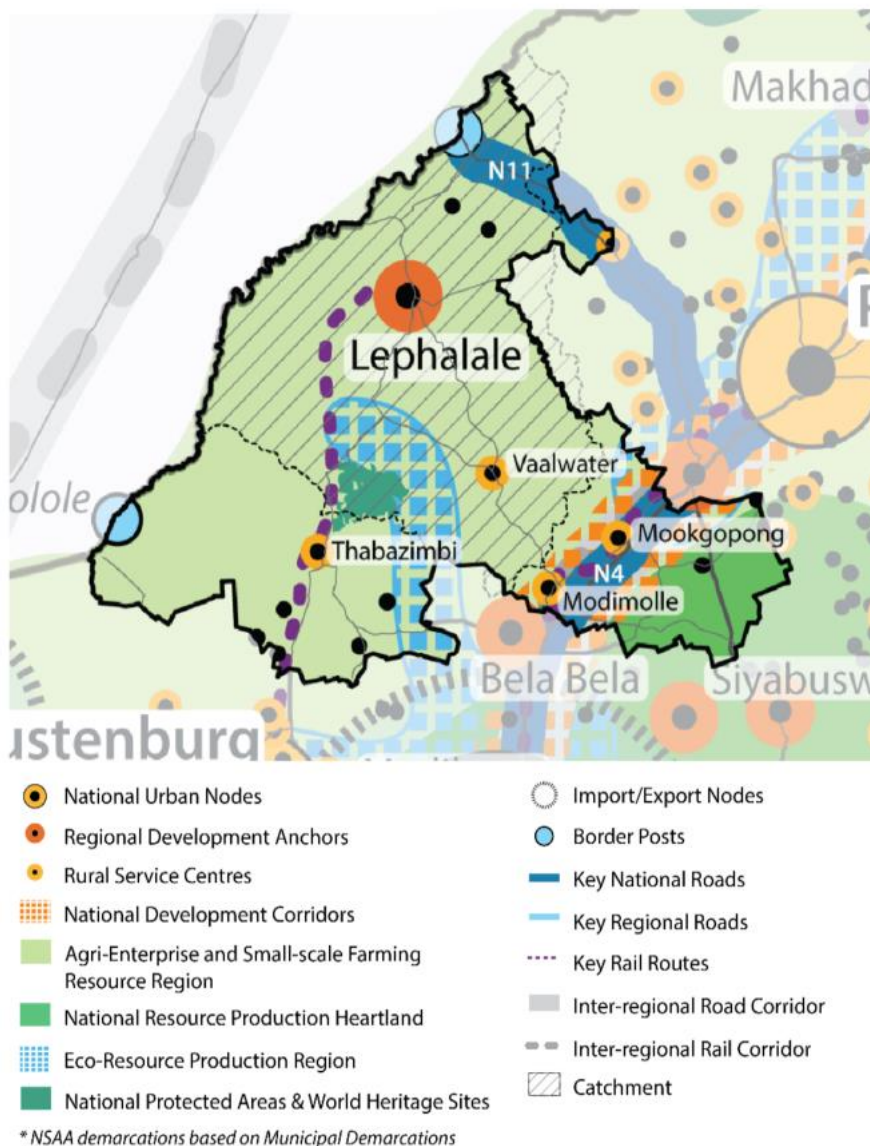 Makhad
N11
Lephalale
Vaalwater
olole
Thabazimbi
Mookgopong
N4
Modimolle
Bela Bela
Siyabusw
ustenburg
National Urban Nodes
Regional Development Anchors
Rural Service Centres
National Development Corridors
Agri-Enterprise and Small-scale Farming
Resource Region
National Resource Production Heartland
Eco-Resource Production Region
National Protected Areas & World Heritage Sites
* NSAA demarcations based on Municipal Demarcations
Import/Export Nodes
Border Posts
Key National Roads
Key Regional Roads
Key Rail Routes
Inter-regional Road Corridor
Inter-regional Rail Corridor
Catchment